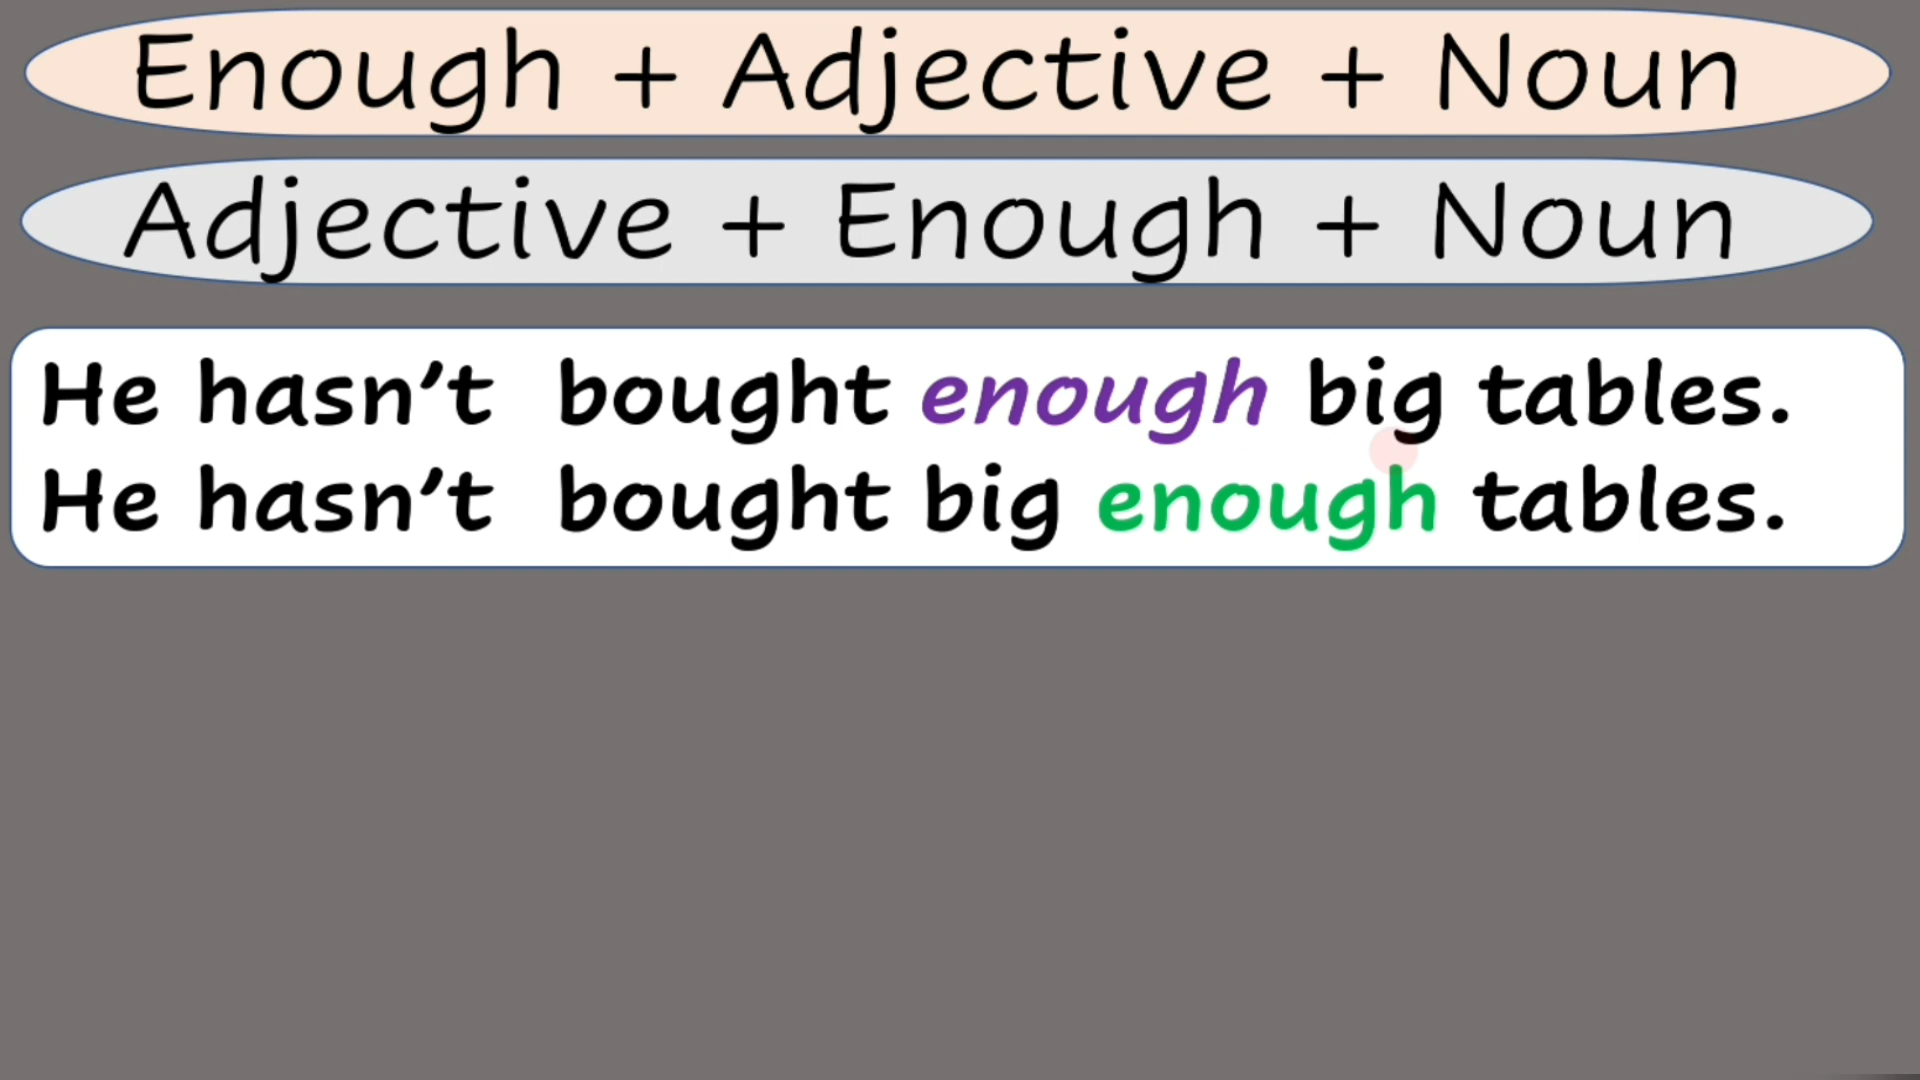 Enough + Adjective + Noun
Adjective + Enough + Noun
He hasn’t bought enough big tables.
He hasn’t bought big enough tables.